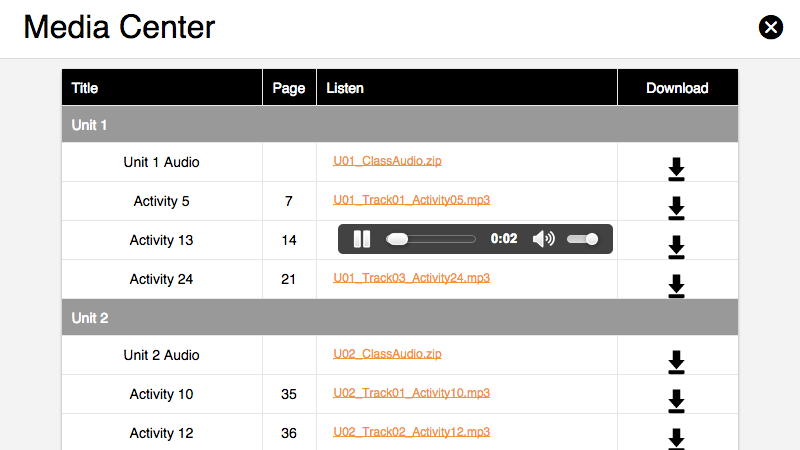 Media Center
Title Page Listen Download
Unit 1
Unit 1 Audio U01_ClassAudio.zip
Activity 5 7 U01_Track01_Activity05.mp3
Activity 13 14 0:02
Activity 24 21 U01_Track03_Activity24.mp3
Unit 2
Unit 2 Audio U02_ClassAudio.zip
Activity 10 35 U02_Track01_Activity10.mp3
Activity 12 36 U02_Track02_Activity12.mp3